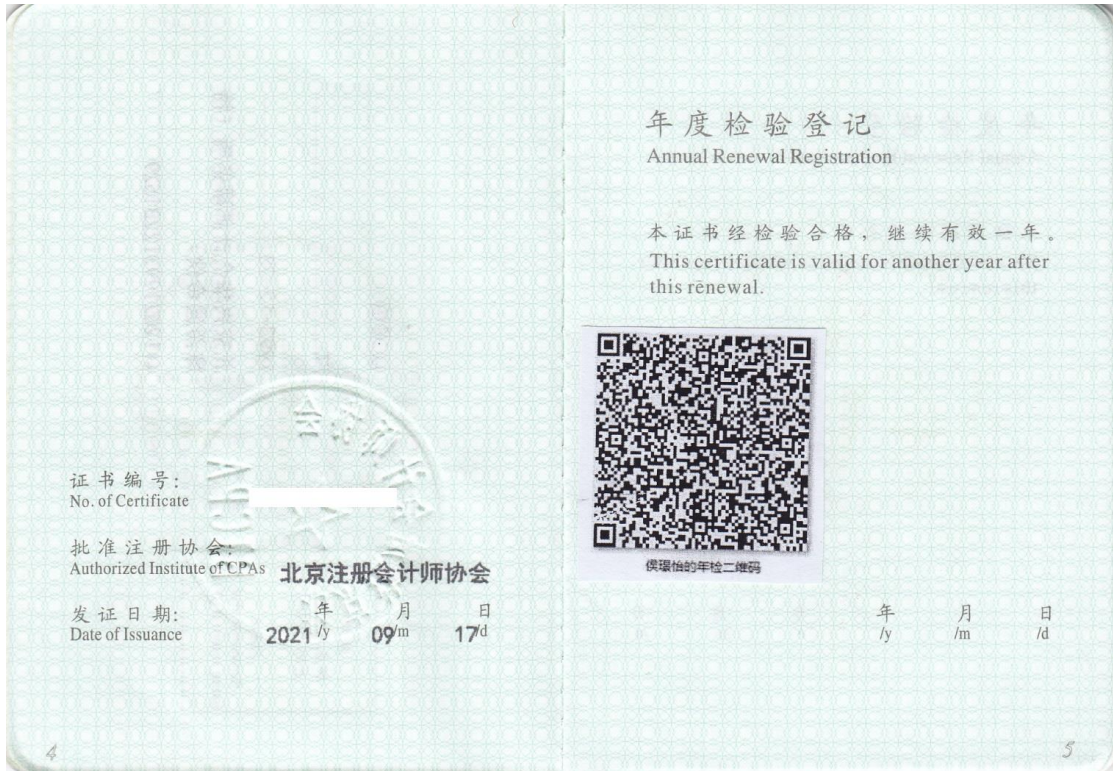 证书编号:
No. of Certificate
批准注册协会:
Authorized Institute of CPAs 北京注册会计师协会
发证日期: 年 月 日
Date of Issuance 2021 /y 09 /m 17 /d
4
年度检验登记
Annual Renewal Registration
本证书经检验合格，继续有效一年。
This certificate is valid for another year after
this renewal.
侯璟怡的年检二维码
年 月 日
/y /m /d
5